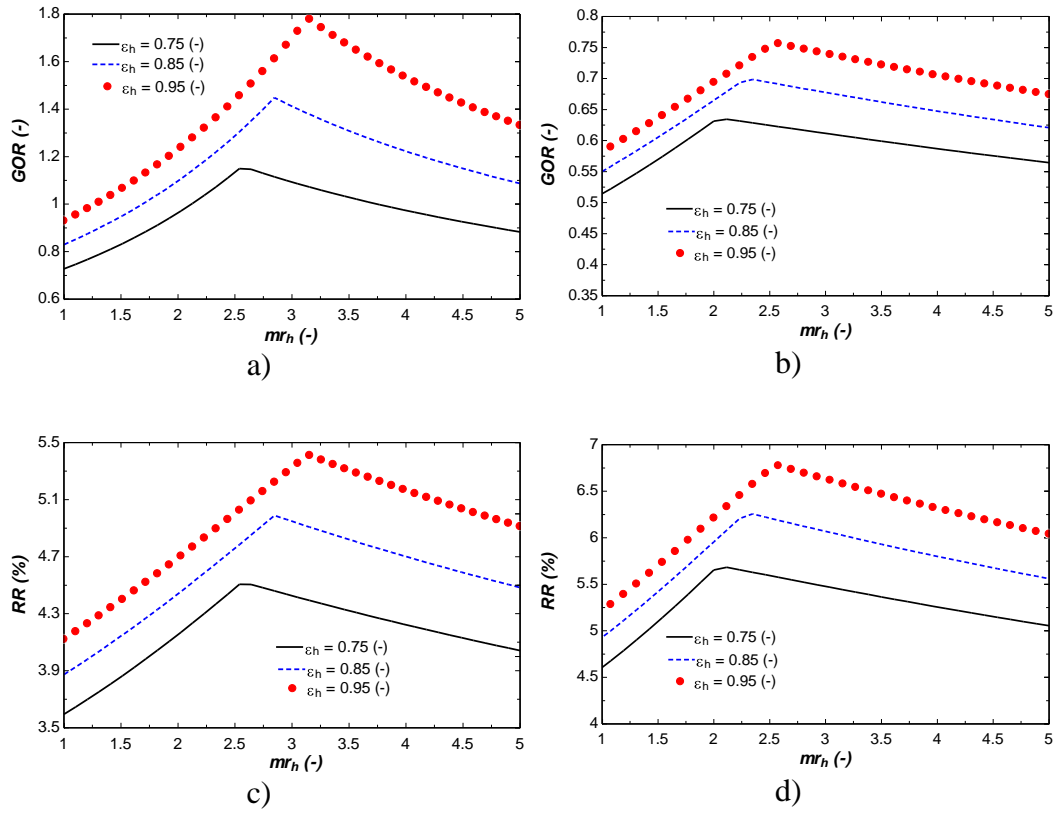 1.8
1.6
1.4
1.2
1
0.8
0.6
GOR (-)
εh = 0.75 (-)
εh = 0.85 (-)
εh = 0.95 (-)
1 1.5 2 2.5 3 3.5 4 4.5 5
mrh (-)
a)
0.75
0.7
0.65
0.6
0.55
0.5
0.45
0.4
0.35
GOR (-)
εh = 0.75 (-)
εh = 0.85 (-)
εh = 0.95 (-)
1 1.5 2 2.5 3 3.5 4 4.5 5
mrh (-)
b)
5.5
5.1
4.7
4.3
3.9
3.5
RR (%)
εh = 0.75 (-)
εh = 0.85 (-)
εh = 0.95 (-)
1 1.5 2 2.5 3 3.5 4 4.5 5
mrh (-)
c)
7
6.5
6
5.5
5
4.5
4
RR (%)
εh = 0.75 (-)
εh = 0.85 (-)
εh = 0.95 (-)
1 1.5 2 2.5 3 3.5 4 4.5 5
mrh (-)
d)